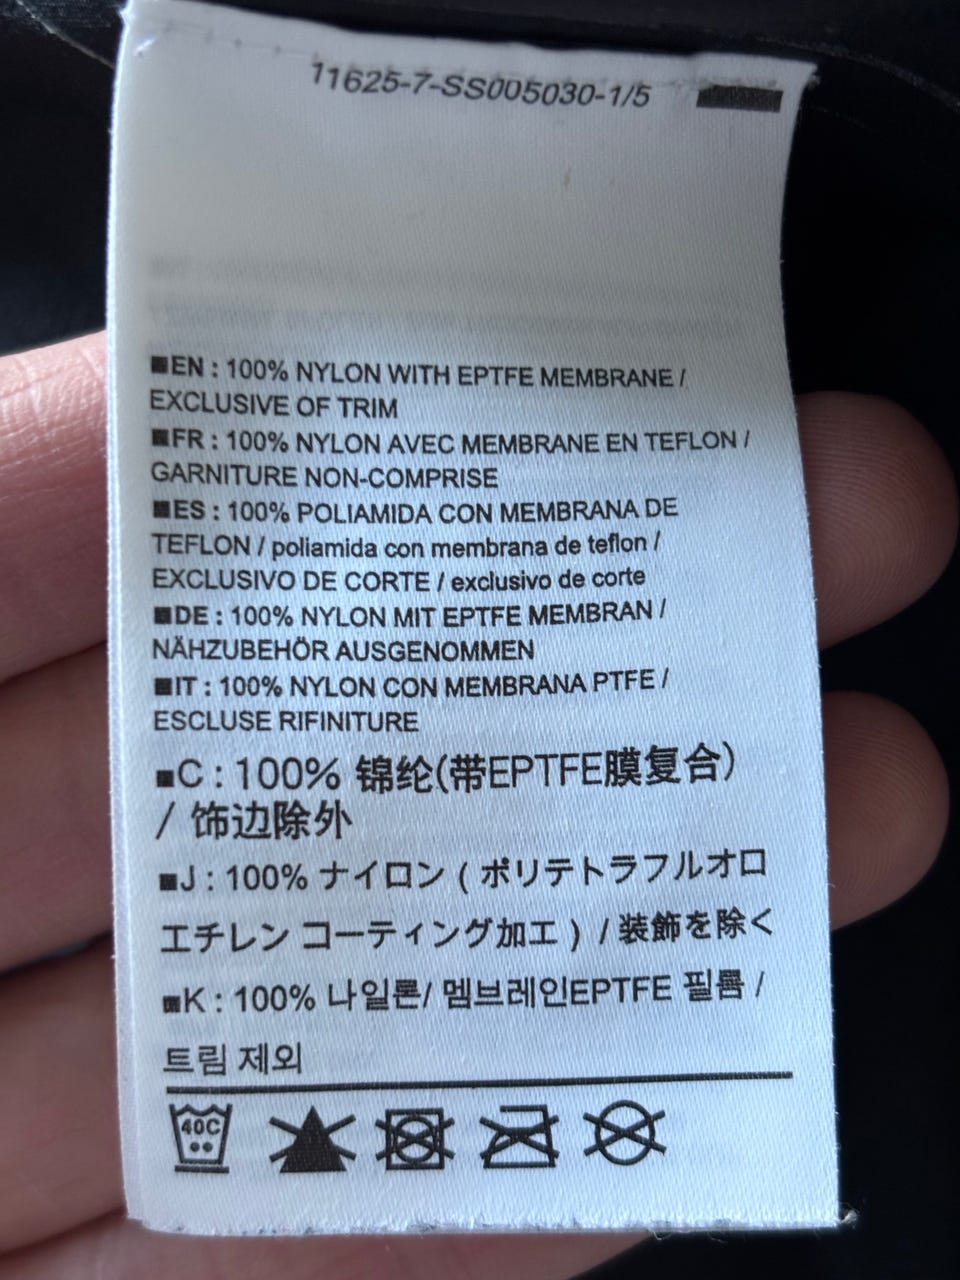 11625-7-SS005030-1/5
■EN : 100% NYLON WITH EPTFE MEMBRANE /
EXCLUSIVE OF TRIM
■FR : 100% NYLON AVEC MEMBRANE EN TEFLON /
GARNITURE NON-COMPRISE
■ES : 100% POLIAMIDA CON MEMBRANA DE
TEFLON / poliamida con membrana de teflon /
EXCLUSIVO DE CORTE / exclusivo de corte
■DE : 100% NYLON MIT EPTFE MEMBRAN /
NÄHZUBEHÖR AUSGENOMMEN
■IT : 100% NYLON CON MEMBRANA PTFE /
ESCLUSE RIFINITURE
■C : 100% 锦纶(带EPTFE膜复合)
/ 饰边除外
■J : 100% ナイロン ( ポリテトラフルオロ
エチレン コーティング加工 ) / 装飾を除く
■K : 100% 나일론/ 멤브레인EPTFE 필름 /
트림 제외
40C